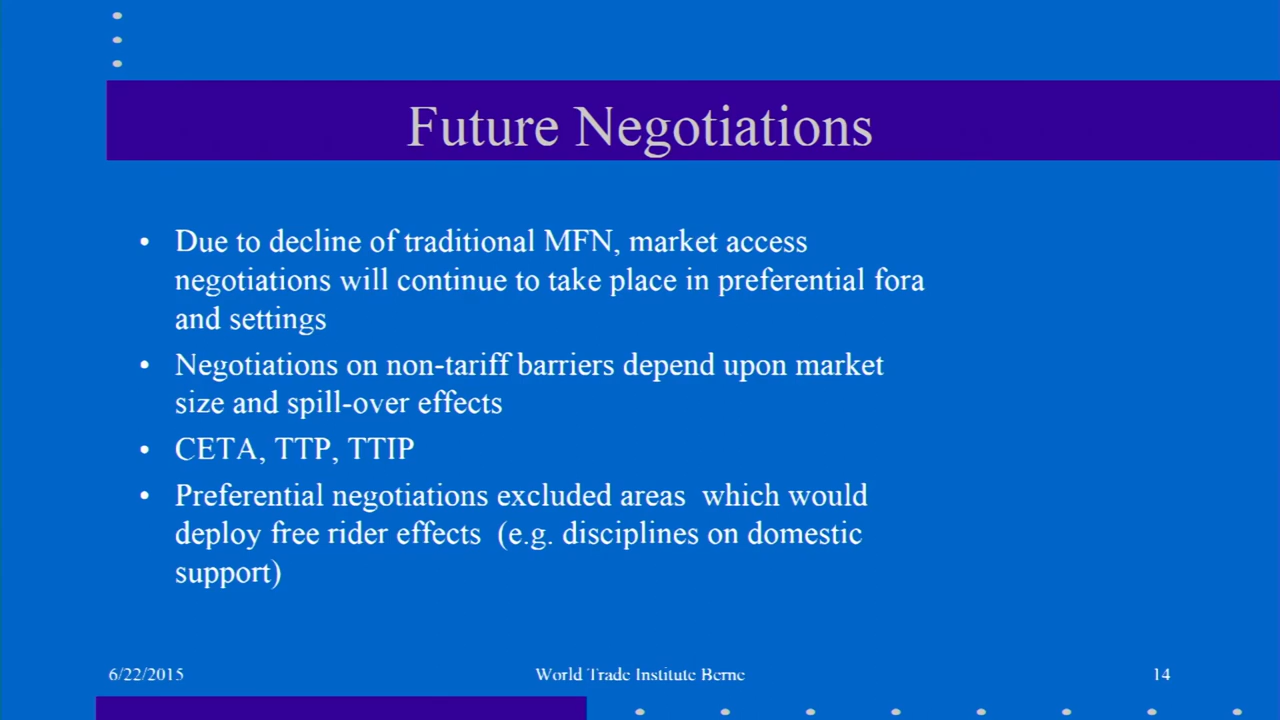 Future Negotiations
• Due to decline of traditional MFN, market access
negotiations will continue to take place in preferential fora
and settings
• Negotiations on non-tariff barriers depend upon market
size and spill-over effects
• CETA, TTP, TTIP
• Preferential negotiations excluded areas  which would
deploy free rider effects  (e.g. disciplines on domestic
support)
6/22/2015
World Trade Institute Berne
14